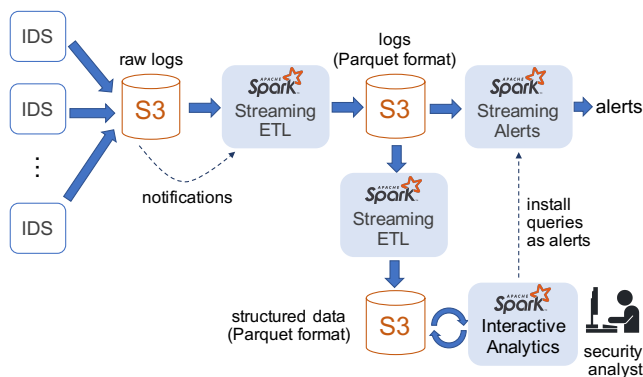 IDS
IDS
⋮
IDS
raw logs
S3
notifications
APACHE
Spark
Streaming
ETL
logs
(Parquet format)
S3
APACHE
Spark
Streaming
Alerts
alerts
APACHE
Spark
Streaming
ETL
install
queries
as alerts
structured data
(Parquet format)
S3
APACHE
Spark
Interactive
Analytics
security
analyst